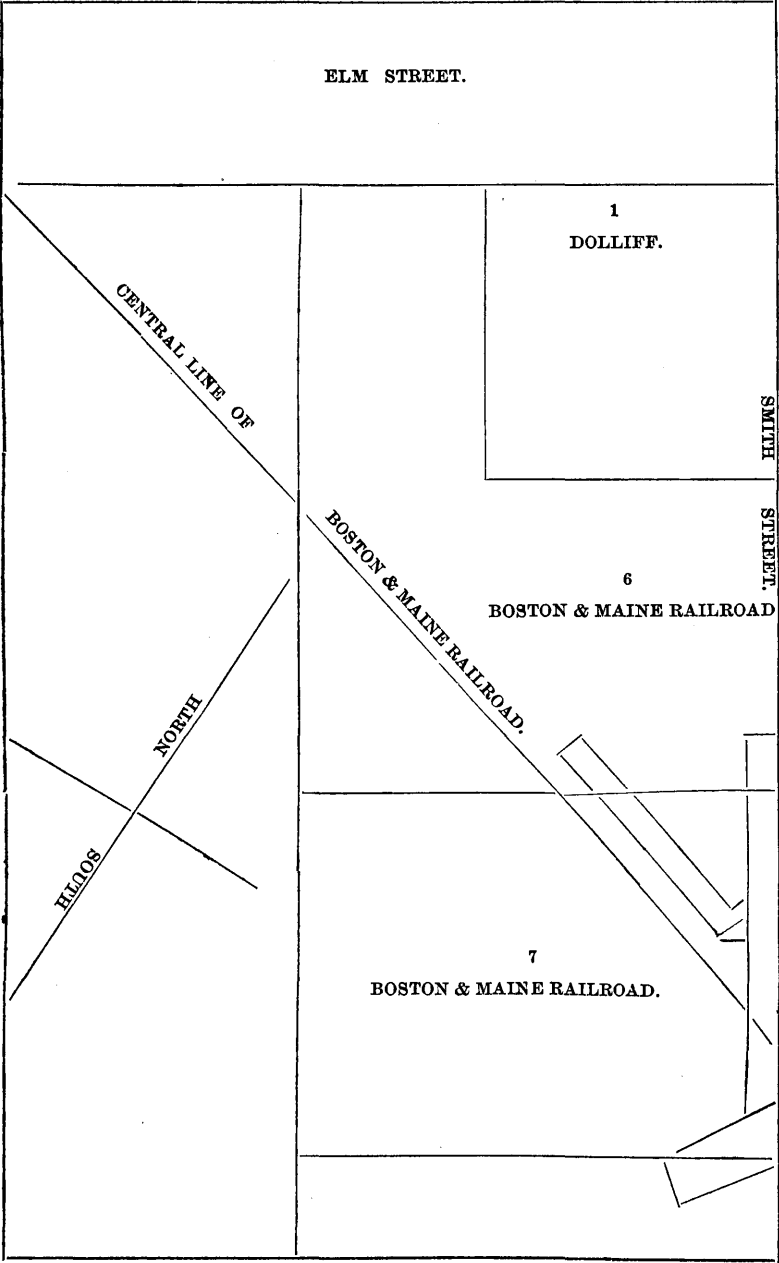 ELM STREET.
1
DOLLIFF.
CENTRAL LINE OF
BOSTON & MAINE RAILROAD.
SMITH STREET.
6
BOSTON & MAINE RAILROAD
NORTH
SOUTH
7
BOSTON & MAINE RAILROAD.